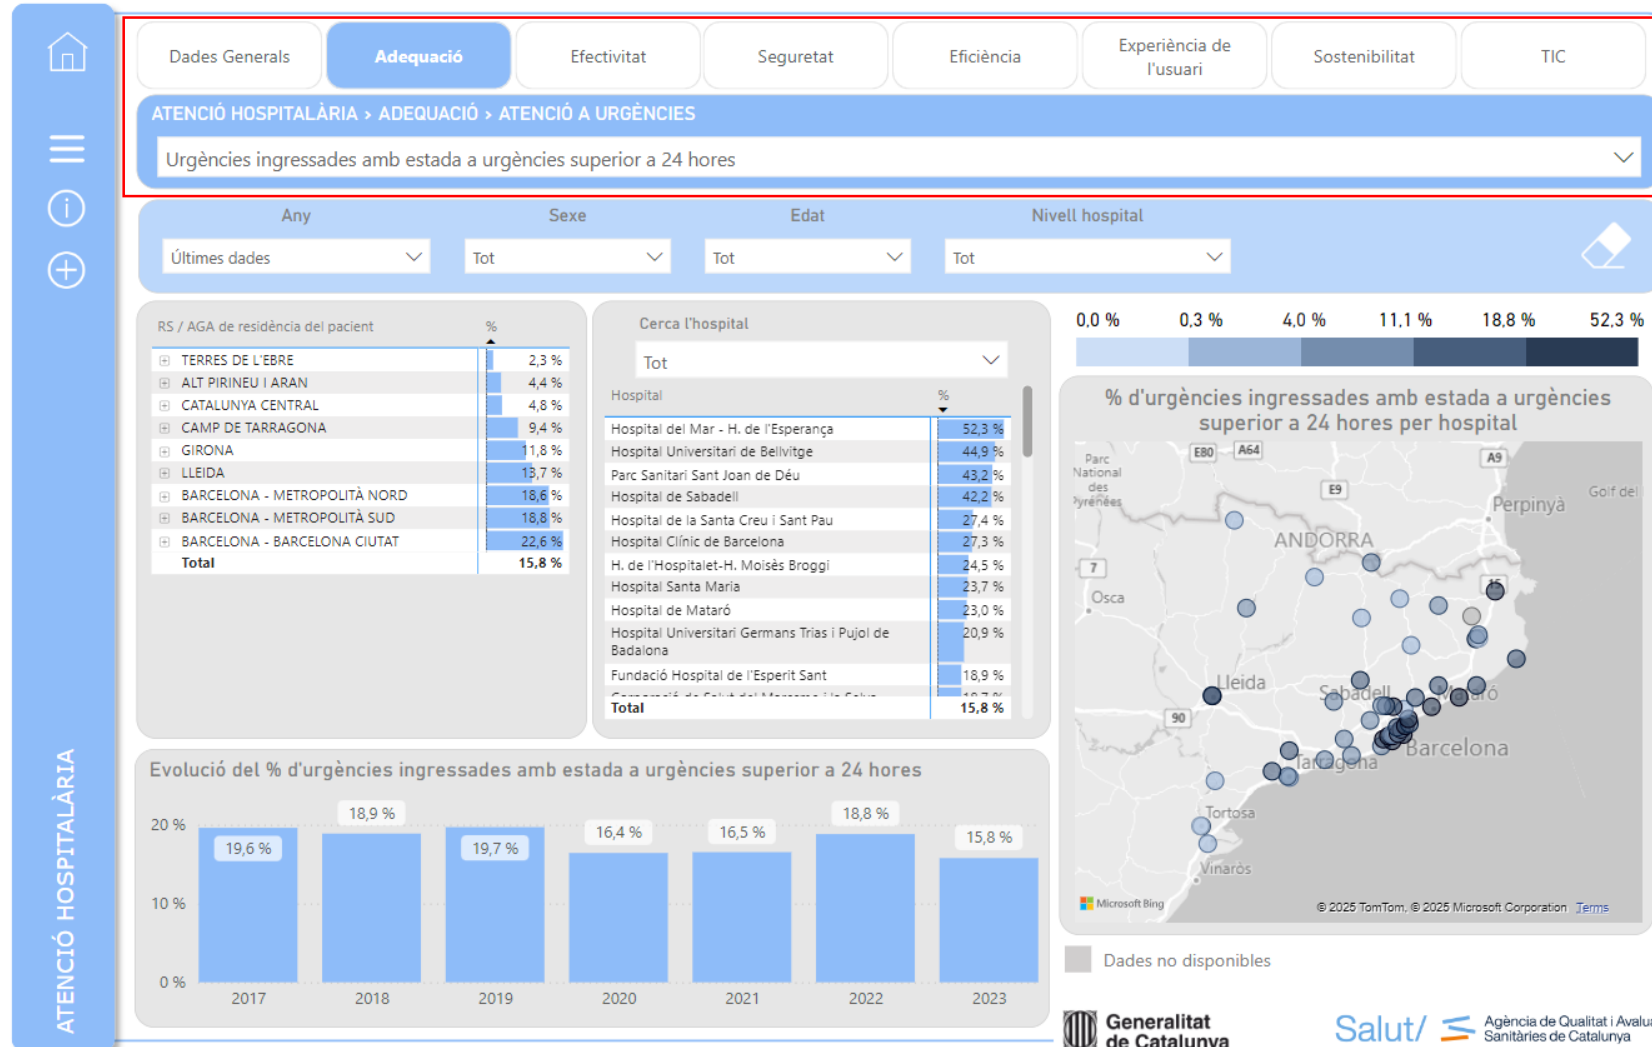 Dades Generals
Adequació
Efectivitat
Seguretat
Eficiència
Experiència de
l'usuari
Sostenibilitat
TIC
ATENCIÓ HOSPITALÀRIA > ADEQUACIÓ > ATENCIÓ A URGÈNCIES
Urgències ingressades amb estada a urgències superior a 24 hores
Any
Sexe
Edat
Nivell hospital
Últimes dades
Tot
Tot
Tot
RS / AGA de residència del pacient %
TERRES DE L'EBRE 2,3 %
ALT PIRINEU I ARAN 4,4 %
CATALUNYA CENTRAL 4,8 %
CAMP DE TARRAGONA 9,4 %
GIRONA 11,8 %
LLEIDA 13,7 %
BARCELONA - METROPOLITÀ NORD 18,6 %
BARCELONA - METROPOLITÀ SUD 18,8 %
BARCELONA - BARCELONA CIUTAT 22,6 %
Total 15,8 %
Cerca l'hospital
Tot
Hospital %
Hospital del Mar - H. de l'Esperança 52,3 %
Hospital Universitari de Bellvitge 44,9 %
Parc Sanitari Sant Joan de Déu 43,2 %
Hospital de Sabadell 42,2 %
Hospital de la Santa Creu i Sant Pau 27,4 %
Hospital Clínic de Barcelona 27,3 %
H. de l'Hospitalet-H. Moisès Broggi 24,5 %
Hospital Santa Maria 23,7 %
Hospital de Mataró 23,0 %
Hospital Universitari Germans Trias i Pujol de 20,9 %
Badalona
Fundació Hospital de l'Esperit Sant 18,9 %
Corporació de Salut del Maresme i la Selva 18,7 %
Total 15,8 %
0,0 % 0,3 % 4,0 % 11,1 % 18,8 % 52,3 %
% d'urgències ingressades amb estada a urgències
superior a 24 hores per hospital
Parc
National
des
Pyrénées
E80
A64
A9
E9
Golf del
Perpinyà
ANDORRA
7
15
Osca
Lleida
Sabadell
Mataró
90
Barcelona
Tarragona
Tortosa
Vinaròs
Microsoft Bing
© 2025 TomTom, © 2025 Microsoft Corporation Terms
Dades no disponibles
Evolució del % d'urgències ingressades amb estada a urgències superior a 24 hores
20 %
10 %
0 %
19,6 %
18,9 %
19,7 %
16,4 %
16,5 %
18,8 %
15,8 %
2017 2018 2019 2020 2021 2022 2023
ATENCIÓ HOSPITALÀRIA
Generalitat
de Catalunya
Salut/
Agència de Qualitat i Avalua
Sanitàries de Catalunya